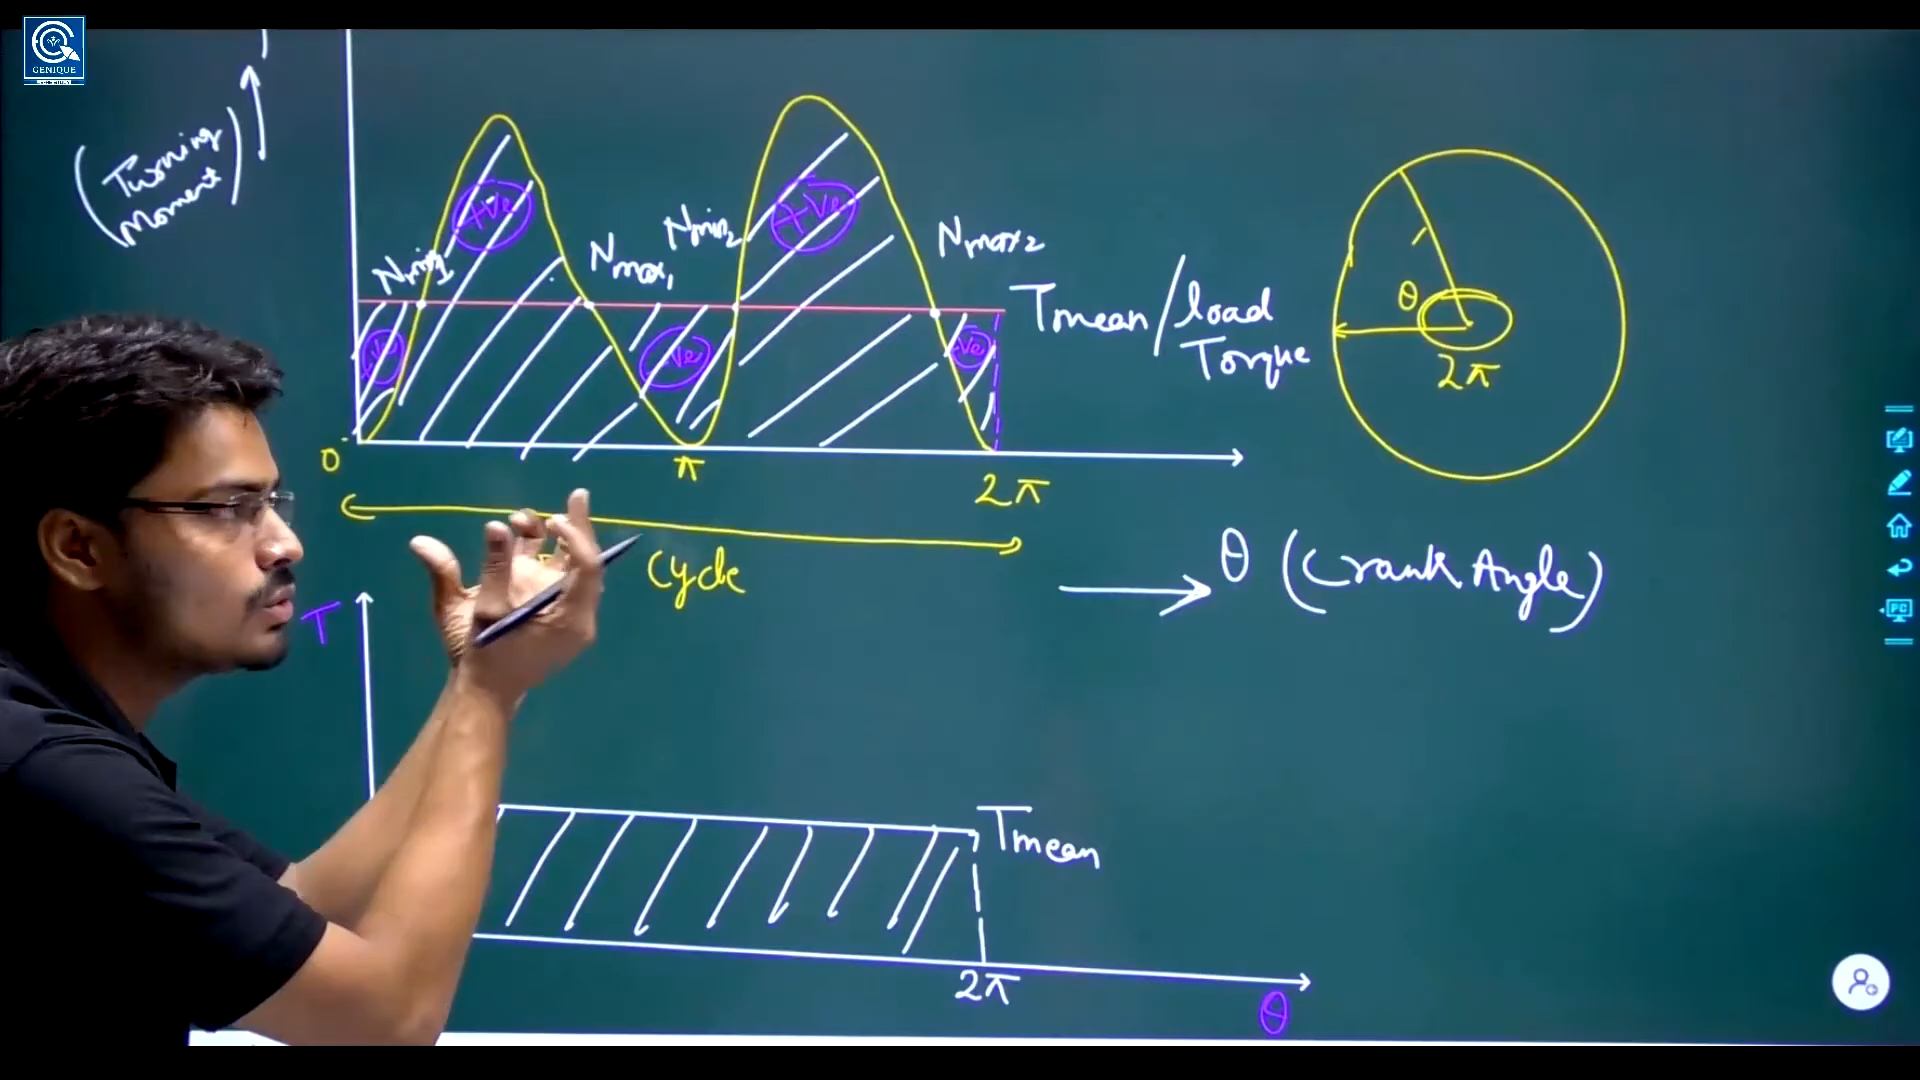 GENIQUE
(Turning
Moment)
+ve
+ve
Nmin1
Nmax1
Nmin2
Nmax2
-ve
-ve
-ve
Tmean/load
Torque
θ
2π
0
π
2π
Cycle
θ (Crank Angle)
T
Tmean
2π
θ
PC